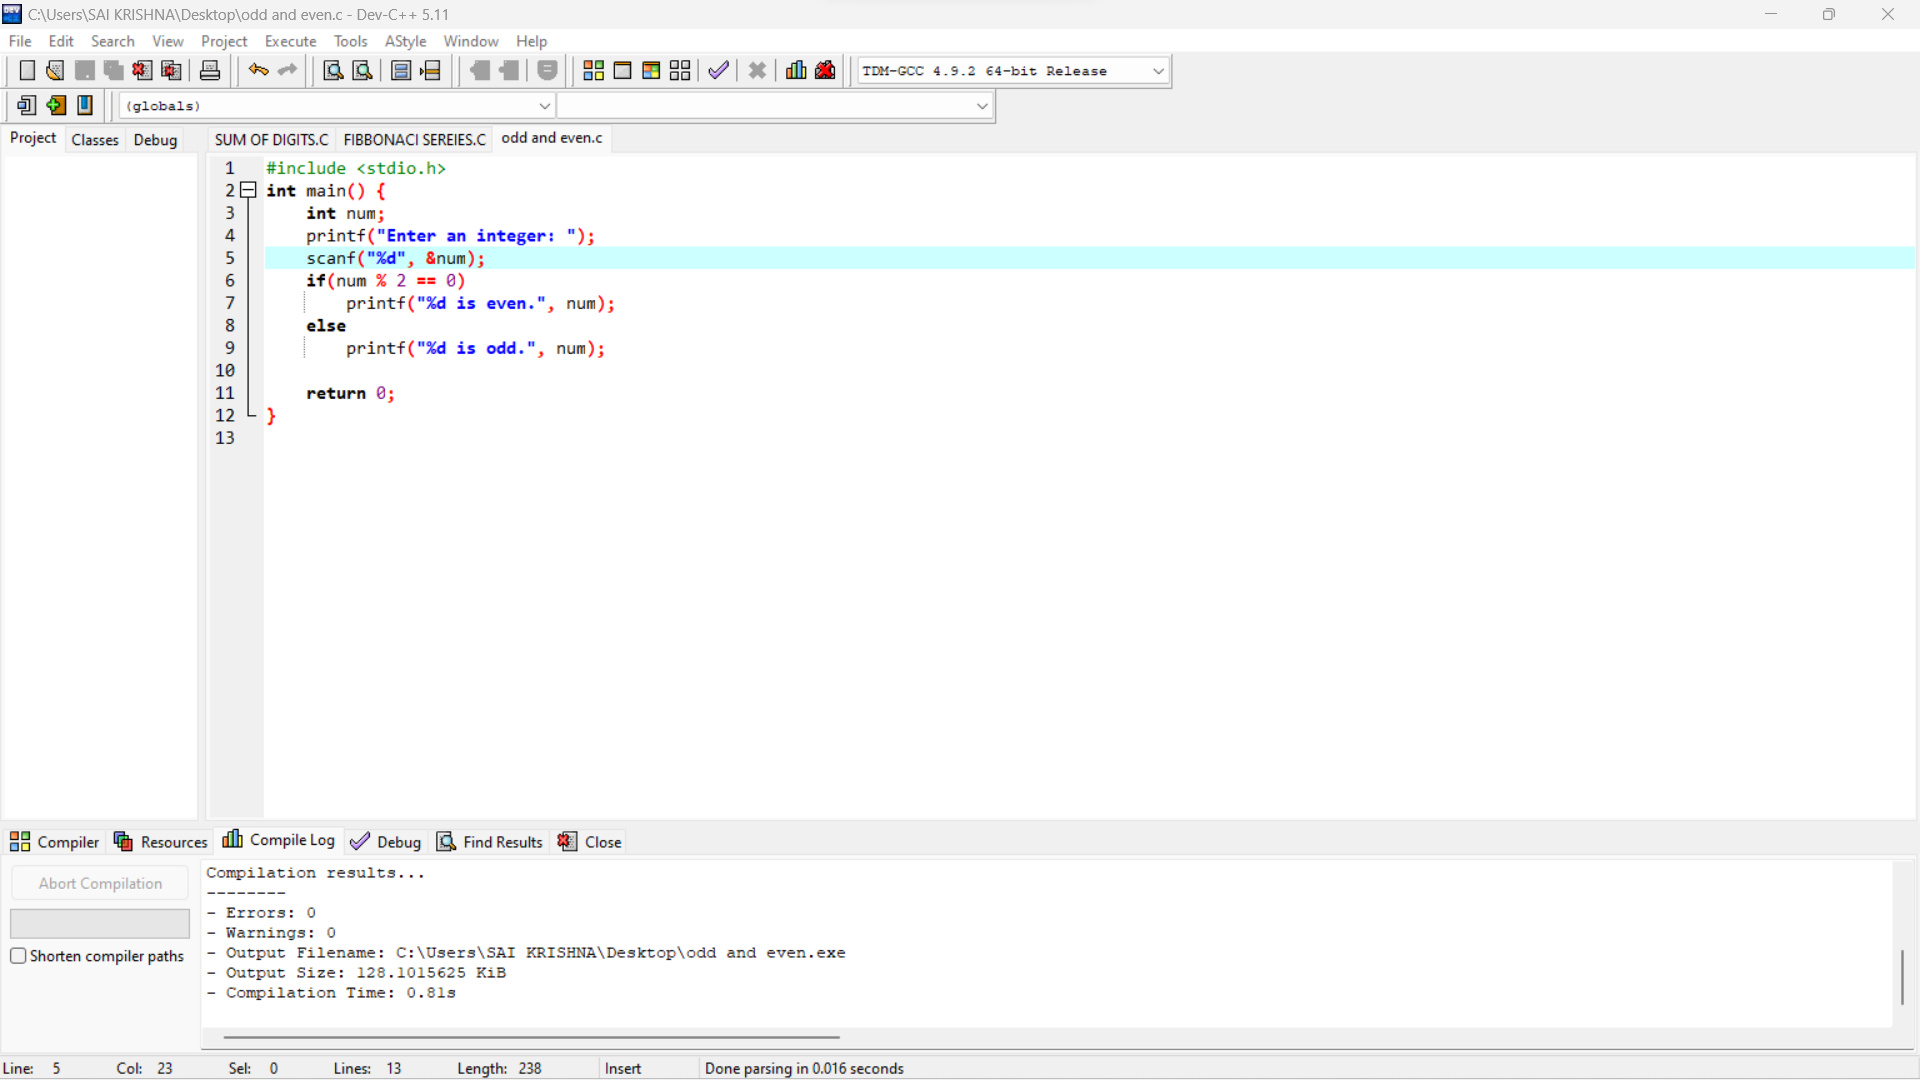 C:\Users\SAI KRISHNA\Desktop\odd and even.c - Dev-C++ 5.11
File Edit Search View Project Execute Tools AStyle Window Help
TDM-GCC 4.9.2 64-bit Release
(globals)
Project Classes Debug SUM OF DIGITS.C FIBBONACI SEREIES.C odd and even.c
1 #include <stdio.h>
2 int main() {
3 int num;
4 printf("Enter an integer: ");
5 scanf("%d", &num);
6 if(num % 2 == 0)
7 printf("%d is even.", num);
8 else
9 printf("%d is odd.", num);
10
11 return 0;
12 }
13
Compiler Resources Compile Log Debug Find Results Close
Abort Compilation
Shorten compiler paths
Compilation results...
--------
- Errors: 0
- Warnings: 0
- Output Filename: C:\Users\SAI KRISHNA\Desktop\odd and even.exe
- Output Size: 128.1015625 KiB
- Compilation Time: 0.81s
Line: 5 Col: 23 Sel: 0 Lines: 13 Length: 238 Insert Done parsing in 0.016 seconds